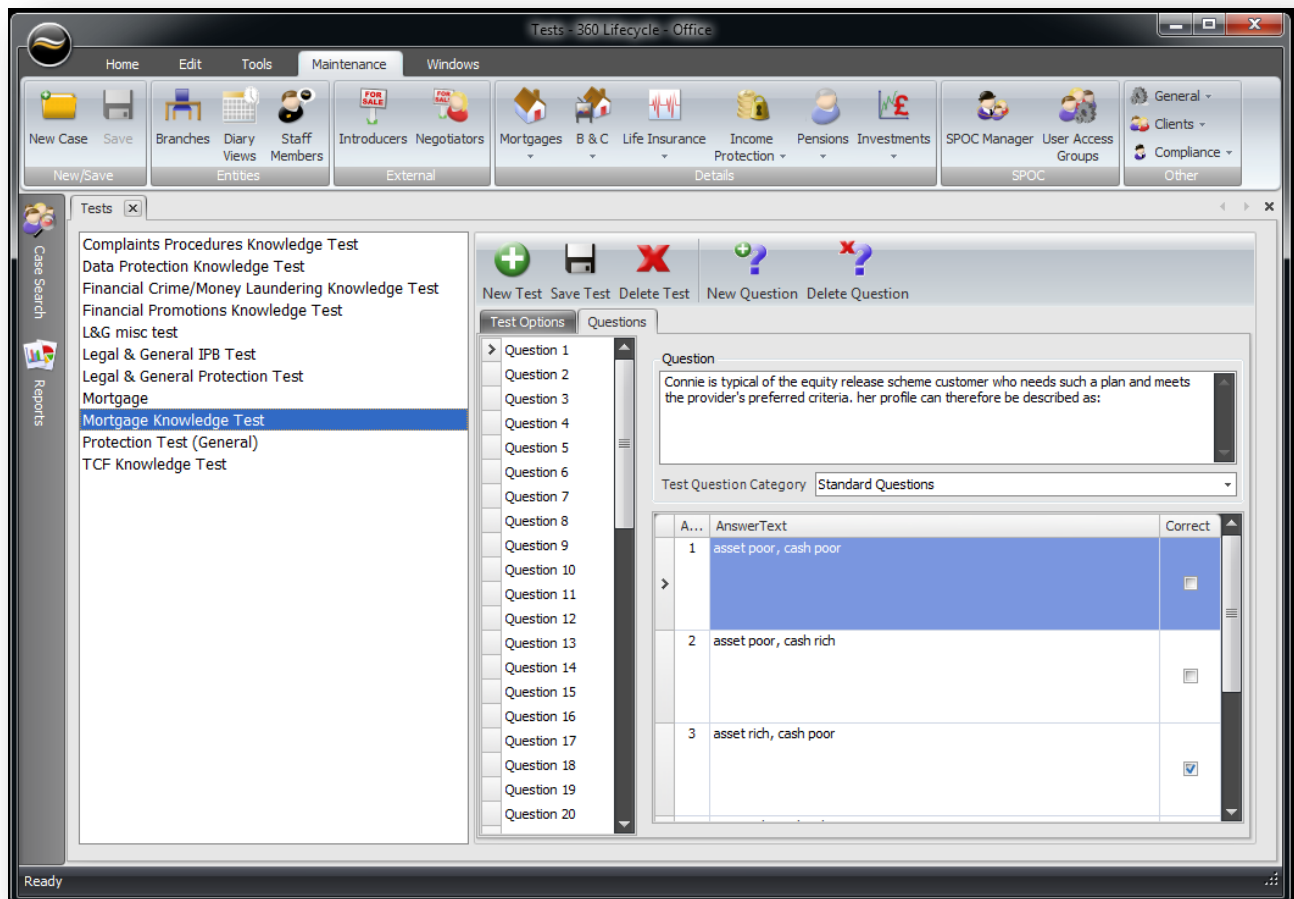 Tests - 360 Lifecycle - Office
Home Edit Tools Maintenance Windows
New Case Save Branches Diary Views Staff Members Introducers Negotiators Mortgages B & C Life Insurance Income Protection Pensions Investments SPOC Manager User Access Groups General Clients Compliance
New/Save Entities External Details SPOC Other
Case Search
Reports
Tests
Complaints Procedures Knowledge Test
Data Protection Knowledge Test
Financial Crime/Money Laundering Knowledge Test
Financial Promotions Knowledge Test
L&G misc test
Legal & General IPB Test
Legal & General Protection Test
Mortgage
Mortgage Knowledge Test
Protection Test (General)
TCF Knowledge Test
New Test Save Test Delete Test New Question Delete Question
Test Options Questions
Question 1
Question 2
Question 3
Question 4
Question 5
Question 6
Question 7
Question 8
Question 9
Question 10
Question 11
Question 12
Question 13
Question 14
Question 15
Question 16
Question 17
Question 18
Question 19
Question 20
Question
Connie is typical of the equity release scheme customer who needs such a plan and meets
the provider's preferred criteria. her profile can therefore be described as:
Test Question Category Standard Questions
A... AnswerText Correct
1 asset poor, cash poor
2 asset poor, cash rich
3 asset rich, cash poor
Ready